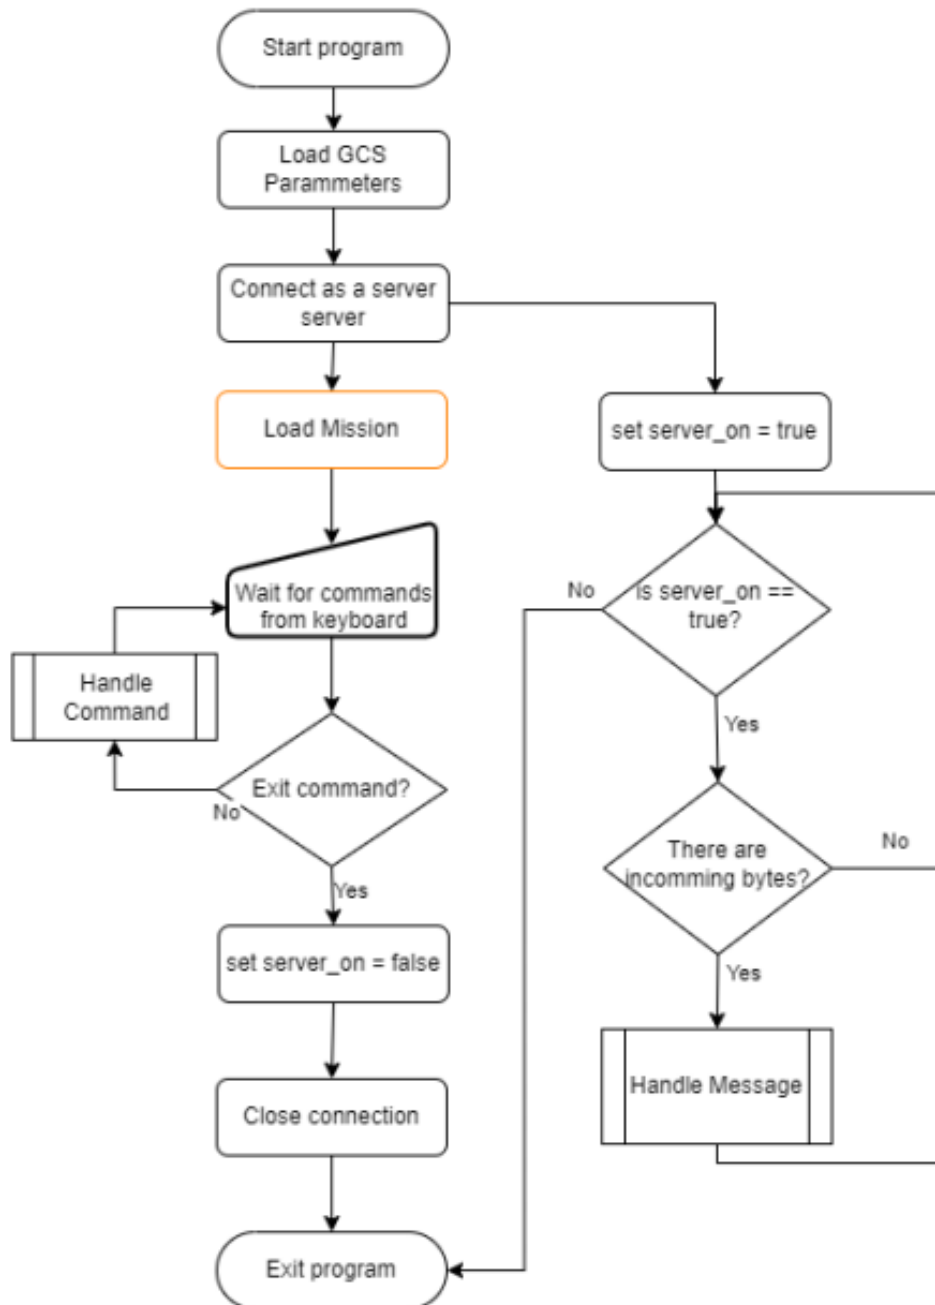 Start program
Load GCS
Parammeters
Connect as a server
server
Load Mission
set server_on = true
Wait for commands
from keyboard
No
Is server_on ==
true?
Handle
Command
Yes
Exit command?
No
There are
incomming bytes?
No
Yes
set server_on = false
Yes
Handle Message
Close connection
Exit program